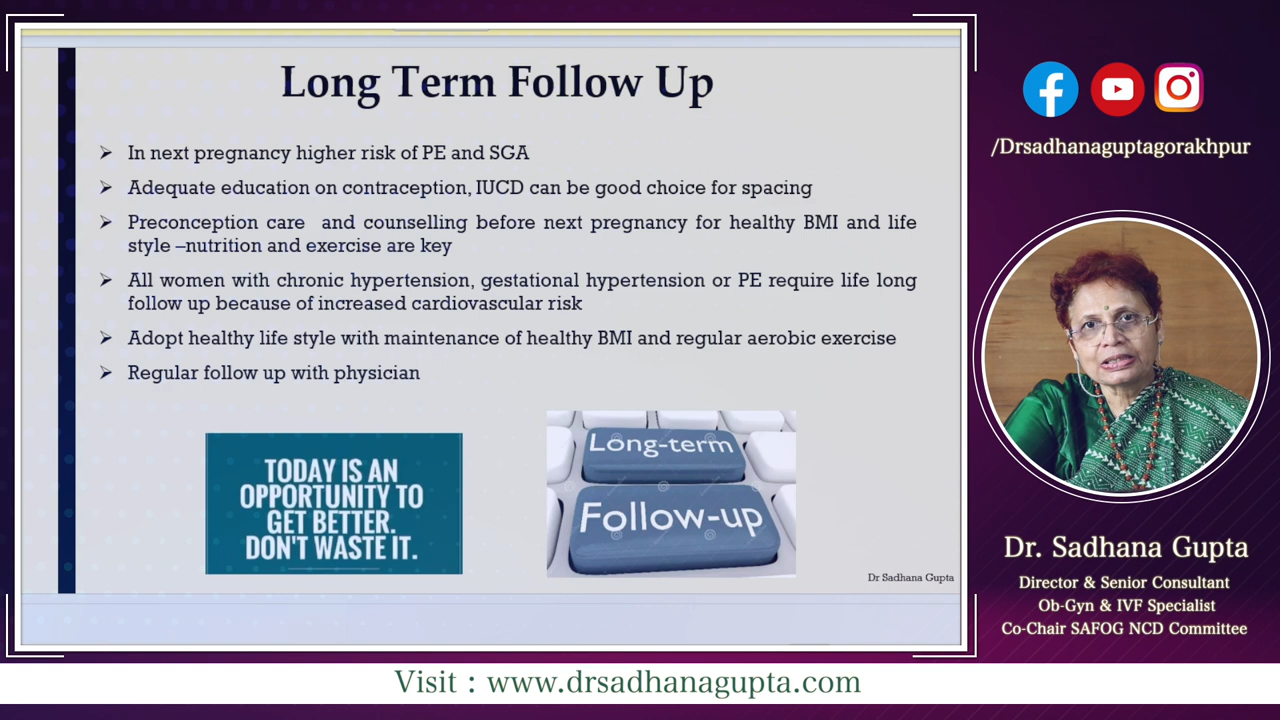 Long Term Follow Up
In next pregnancy higher risk of PE and SGA
Adequate education on contraception, IUCD can be good choice for spacing
Preconception care and counselling before next pregnancy for healthy BMI and life
style –nutrition and exercise are key
All women with chronic hypertension, gestational hypertension or PE require life long
follow up because of increased cardiovascular risk
Adopt healthy life style with maintenance of healthy BMI and regular aerobic exercise
Regular follow up with physician
TODAY IS AN
OPPORTUNITY TO
GET BETTER.
DON'T WASTE IT.
Long-term
Follow-up
Dr Sadhana Gupta
/Drsadhanaguptagorakhpur
Dr. Sadhana Gupta
Director & Senior Consultant
Ob-Gyn & IVF Specialist
Co-Chair SAFOG NCD Committee
Visit : www.drsadhanagupta.com